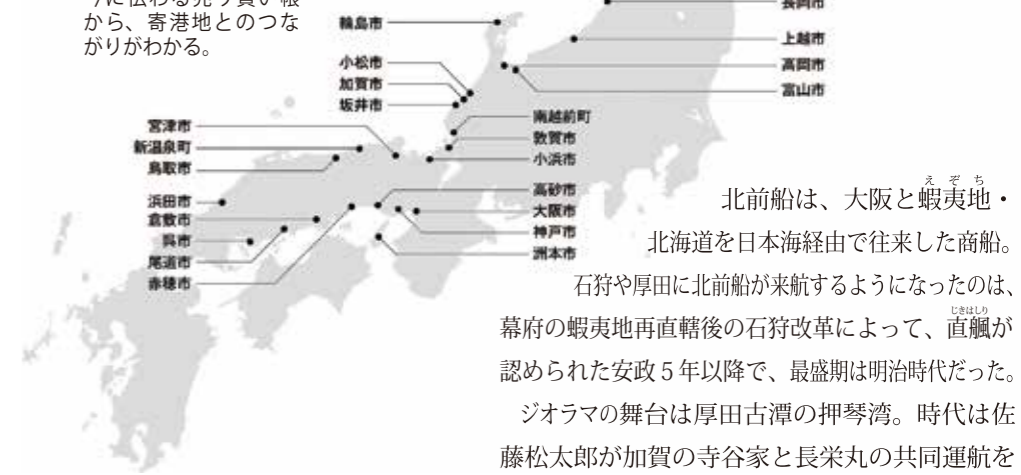 から、寄港地とのつな
がりがわかる。
輪島市
小松市
加賀市
坂井市
宮津市
新温泉町
鳥取市
浜田市
倉敷市
呉市
尾道市
赤穂市
長岡市
上越市
高岡市
富山市
南越前町
敦賀市
小浜市
高砂市
大阪市
神戸市
洲本市
えぞち
北前船は、大阪と蝦夷地・
北海道を日本海経由で往来した商船。
石狩や厚田に北前船が来航するようになったのは、
じきはしり
幕府の蝦夷地再直轄後の石狩改革によって、直颿が
認められた安政5年以降で、最盛期は明治時代だった。
ジオラマの舞台は厚田古潭の押琴湾。時代は佐
藤松太郎が加賀の寺谷家と長栄丸の共同運航を